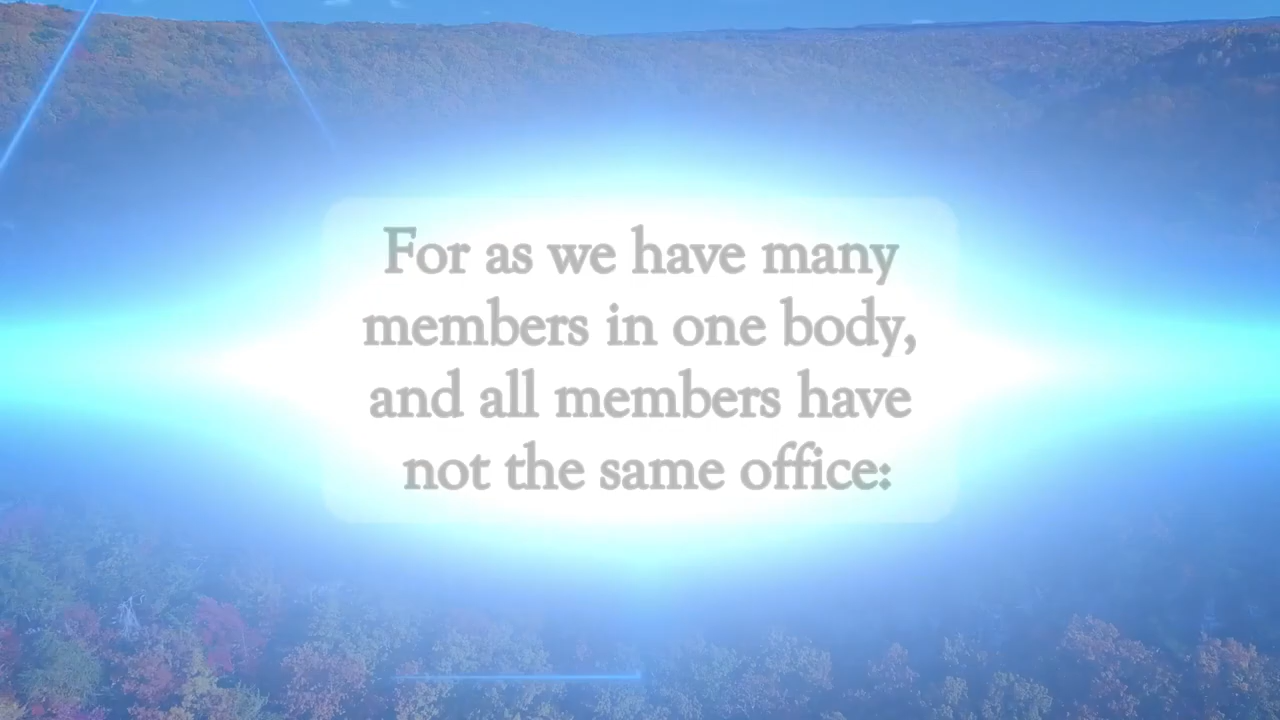 For as we have many
members in one body,
and all members have
not the same office: